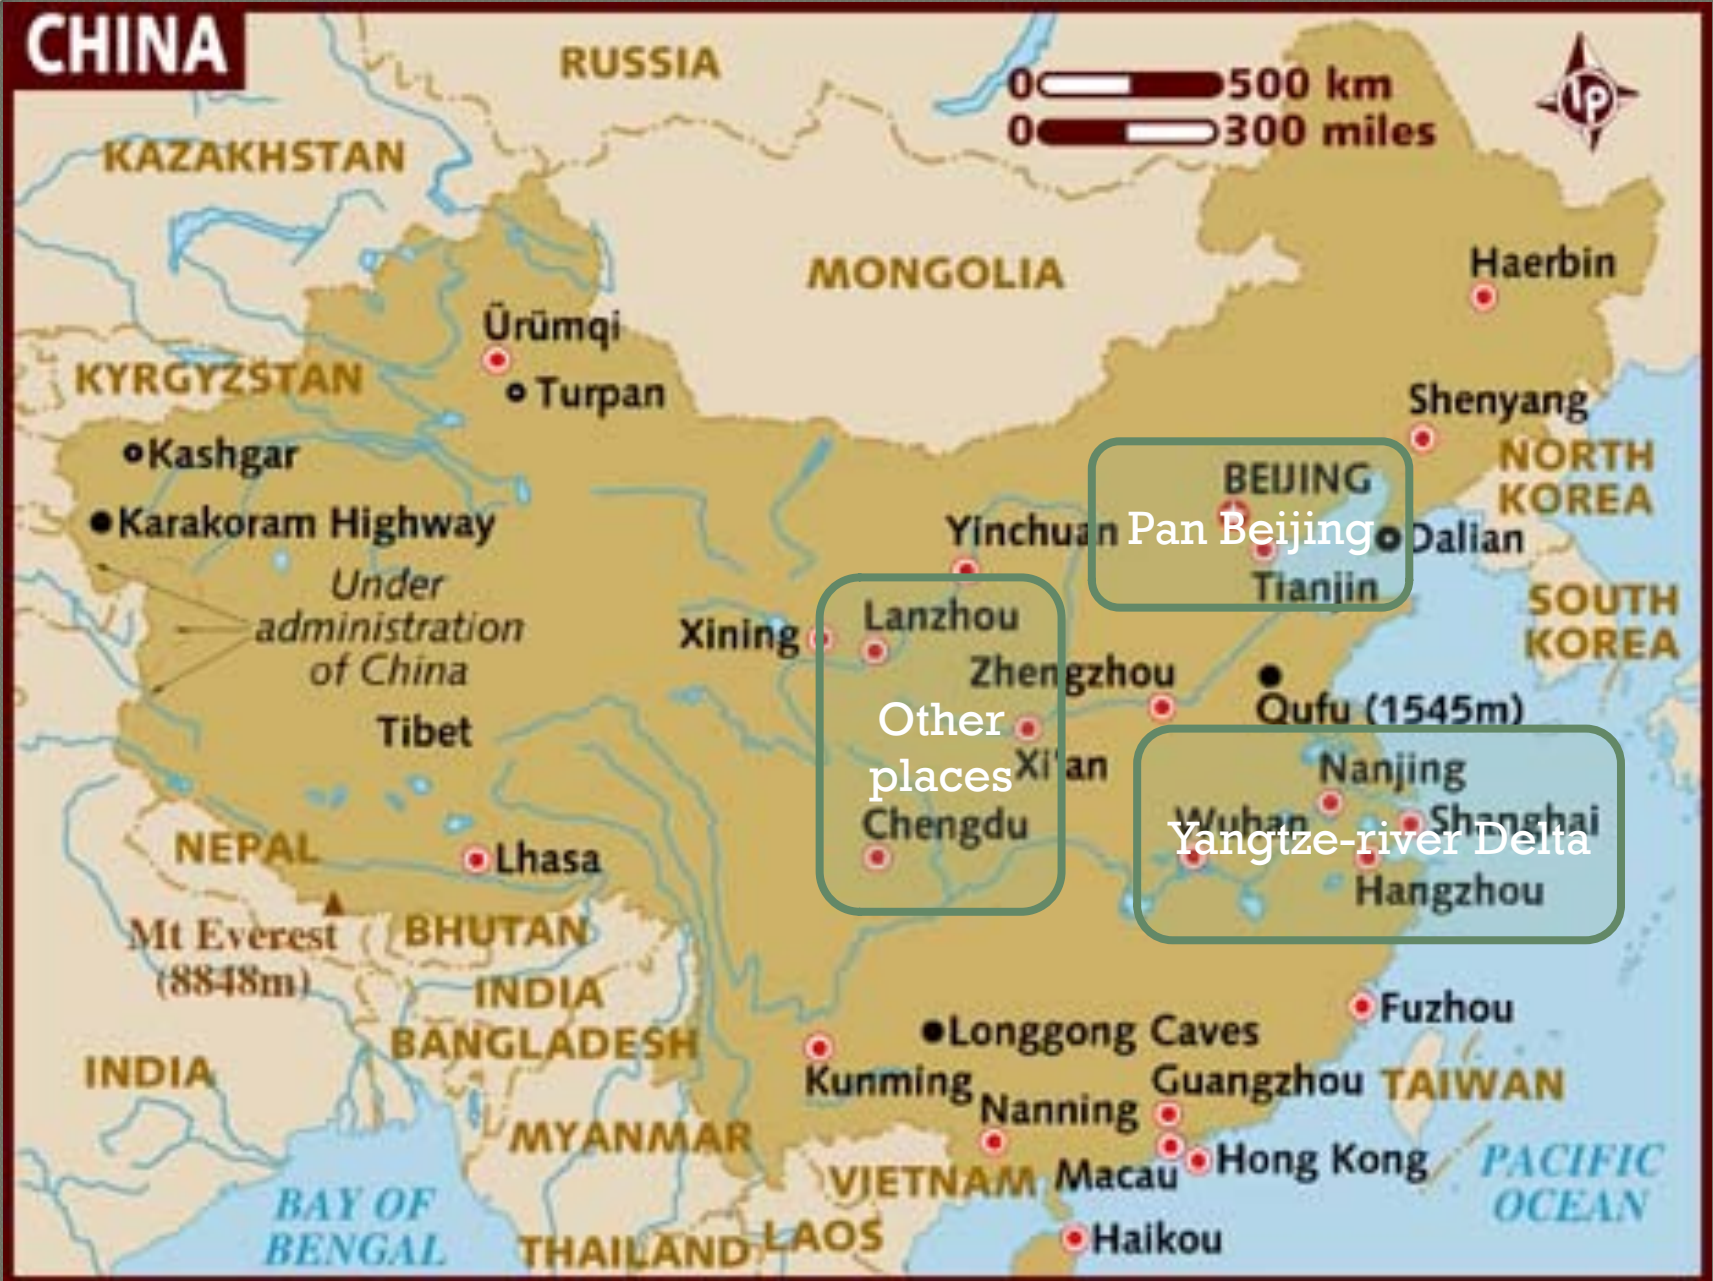 CHINA
RUSSIA
0 500 km
0 300 miles
lp
KAZAKHSTAN
MONGOLIA
Haerbin
Ürümqi
Turpan
KYRGYZSTAN
Shenyang
Kashgar
NORTH
KOREA
BEIJING
Karakoram Highway
Yinchuan
Pan Beijing
Dalian
Tianjin
Under
administration
of China
SOUTH
KOREA
Lanzhou
Xining
Zhengzhou
Qufu (1545m)
Tibet
Other
places
Xi'an
Nanjing
Chengdu
Wuhan
Shanghai
Yangtze-river Delta
NEPAL
Lhasa
Hangzhou
Mt Everest
(8848m)
BHUTAN
INDIA
BANGLADESH
Fuzhou
Longgong Caves
INDIA
Kunming
Guangzhou
TAIWAN
Nanning
MYANMAR
VIETNAM
Macau
Hong Kong
PACIFIC
OCEAN
BAY OF
BENGAL
THAILAND
LAOS
Haikou